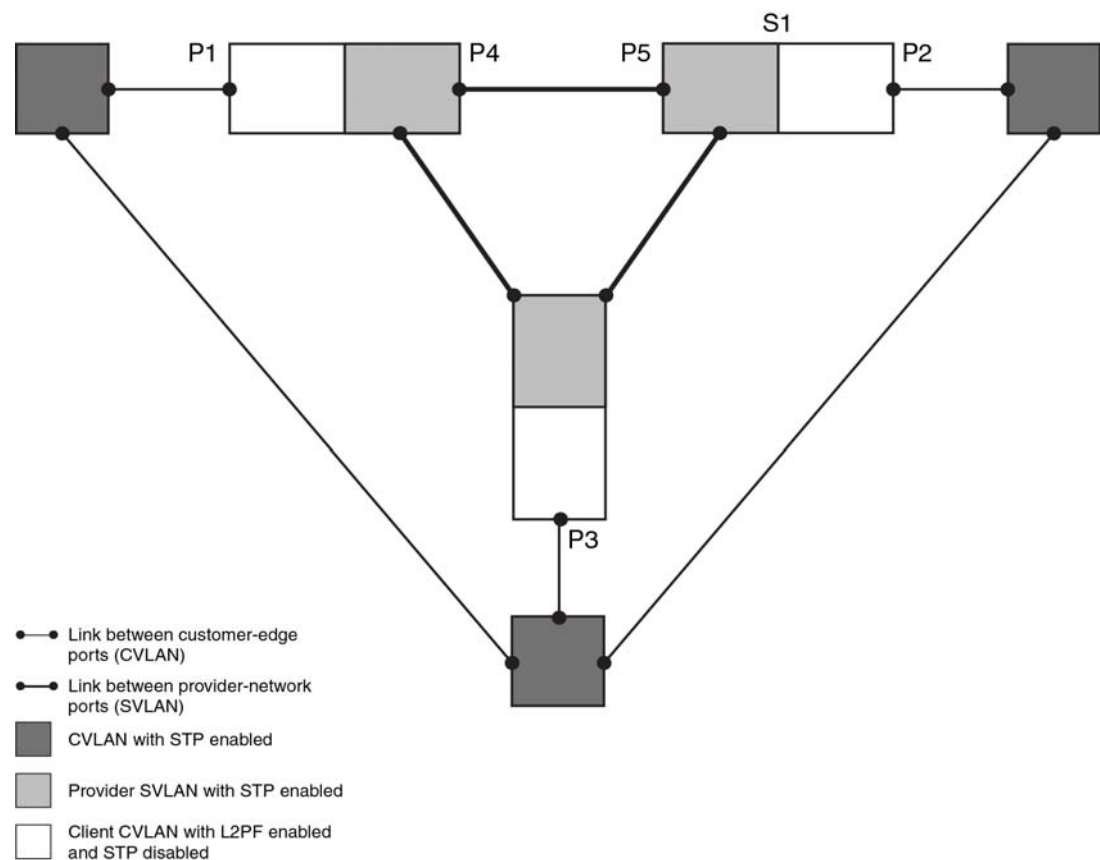 S1
P1
P4
P5
P2
P3
Link between customer-edge
ports (CVLAN)
Link between provider-network
ports (SVLAN)
CVLAN with STP enabled
Provider SVLAN with STP enabled
Client CVLAN with L2PF enabled
and STP disabled